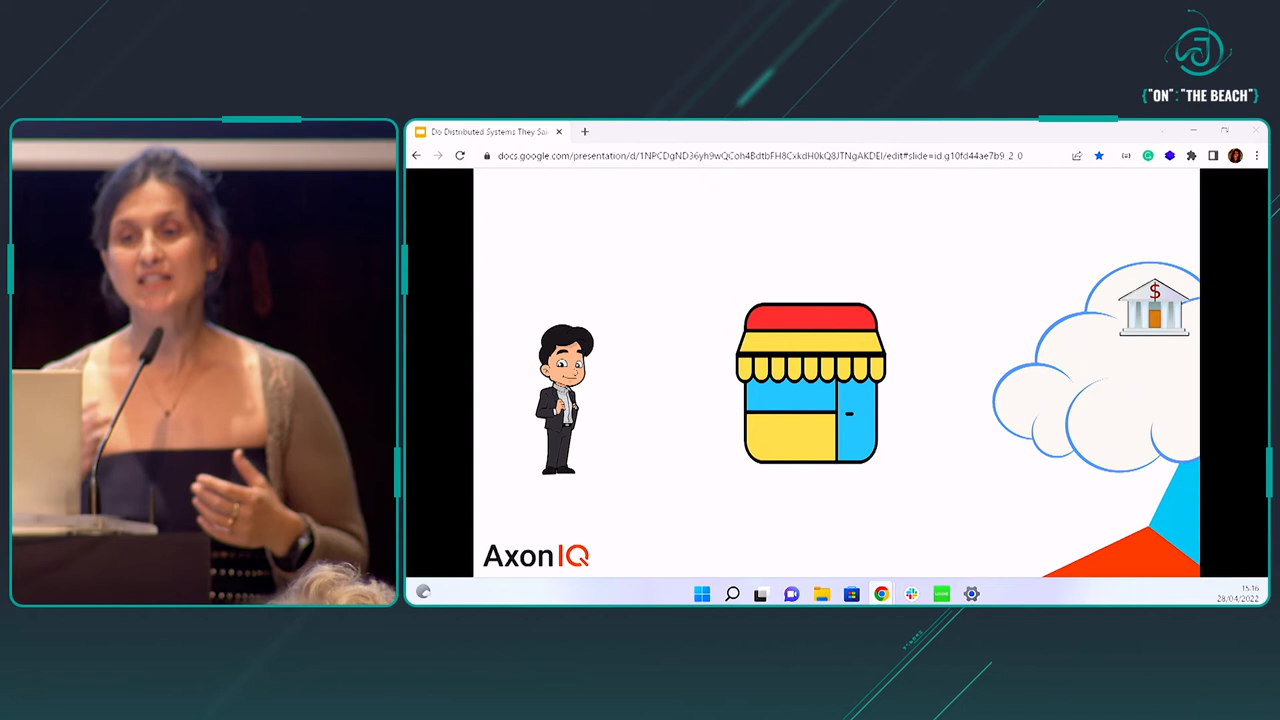 {"ON":"THE BEACH"}
Do Distributed Systems They Sai
docs.google.com/presentation/d/1NPCDgND36yh9wQCoh4BdtbFH8CxkdH0kQ8JTNgAKDEI/edit#slide=id.g10fd44ae7b9_2_0
$
AxonIQ
15.16
28/04/2022